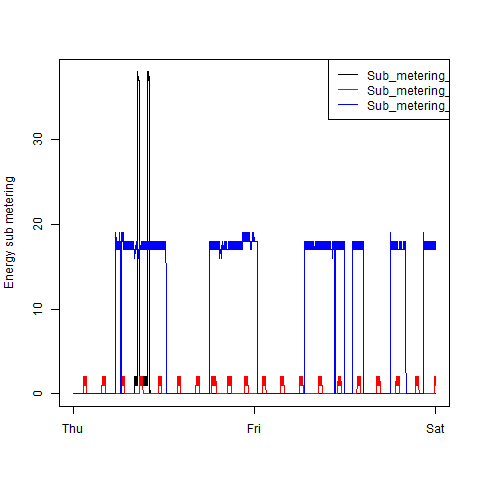 Energy sub metering
30
20
10
0
Sub_metering_
Sub_metering_
Sub_metering_
Thu Fri Sat